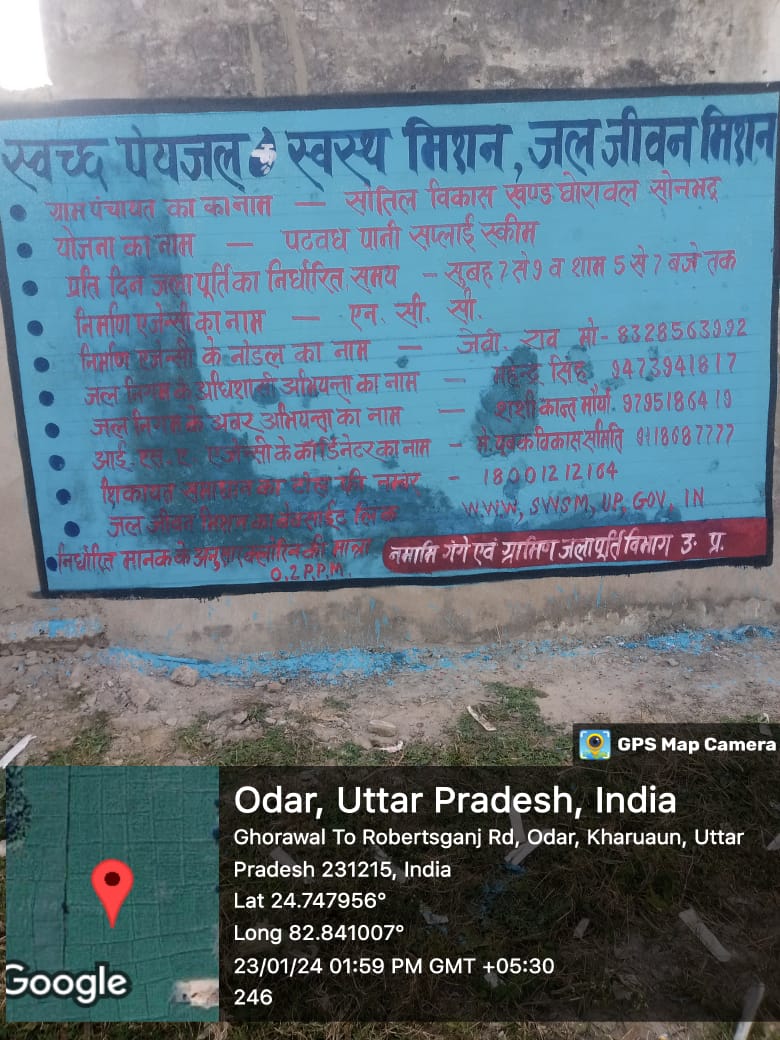 स्वच्छ पेयजल स्वस्थ मिशन, जल जीवन मिशन
ग्राम पंचायत का का नाम — सोतिल विकास खण्ड घोरावल सोनभद्र
योजना का नाम — पटवध पानी सप्लाई स्कीम
प्रति दिन जलापूर्ति का निर्धारित समय – सुबह 7 से 9 व शाम 5 से 7 बजे तक
निर्माण एजेन्सी का नाम — एन. सी. सी.
निर्माण एजेन्सी के नोडल का नाम — जेवी. राव मो- 8328563992
जल निगम के अधिशासी अभियन्ता का नाम – महेन्द्र सिंह 9473941817
जल निगम के अवर अभियन्ता का नाम — शशी कान्त मौर्या. 9795186419
आई. एस. ए. एजेन्सी के कॉर्डिनेटर का नाम – युवक विकास समिति 9118687777
शिकायत समाधान का टोल फ्री नम्बर - 18001212164
जल जीवन मिशन का वेबसाईट लिंक WWW, SWSM, UP, GOV, IN
निर्धारित मानक के अनुसार क्लोरिन की मात्रा
0.2 P.P.M.
नमामि गंगे एवं ग्रामिण जलापूर्ति विभाग उ. प्र.
GPS Map Camera
Odar, Uttar Pradesh, India
Ghorawal To Robertsganj Rd, Odar, Kharuaun, Uttar
Pradesh 231215, India
Lat 24.747956°
Long 82.841007°
23/01/24 01:59 PM GMT +05:30
246
Google